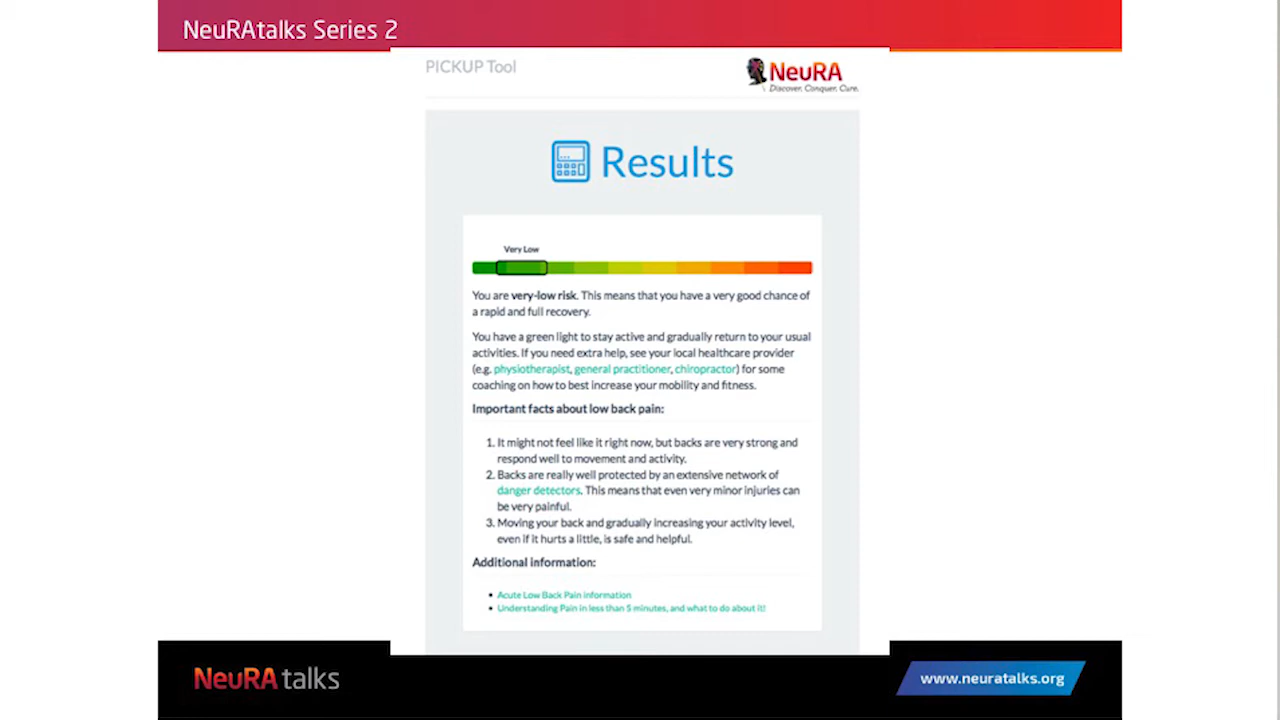 NeuRAtalks Series 2
PICKUP Tool
NeuRA
Discover. Conquer. Cure.
Results
Very Low
You are very-low risk. This means that you have a very good chance of
a rapid and full recovery.
You have a green light to stay active and gradually return to your usual
activities. If you need extra help, see your local healthcare provider
(e.g. physiotherapist, general practitioner, chiropractor) for some
coaching on how to best increase your mobility and fitness.
Important facts about low back pain:
1. It might not feel like it right now, but backs are very strong and
respond well to movement and activity.
2. Backs are really well protected by an extensive network of
danger detectors. This means that even very minor injuries can
be very painful.
3. Moving your back and gradually increasing your activity level,
even if it hurts a little, is safe and helpful.
Additional information:
• Acute Low Back Pain information
• Understanding Pain in less than 5 minutes, and what to do about it!
NeuRA talks
www.neuratalks.org